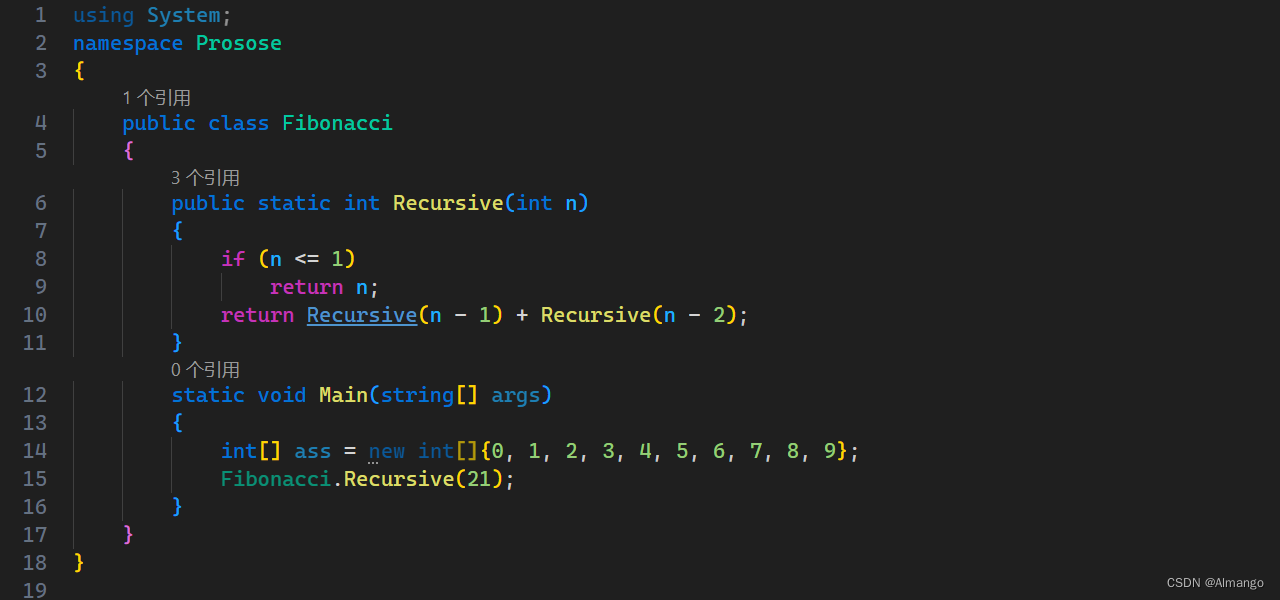 1 using System;
2 namespace Prosose
3 {
1 个引用
4 public class Fibonacci
5 {
3 个引用
6 public static int Recursive(int n)
7 {
8 if (n <= 1)
9 return n;
10 return Recursive(n - 1) + Recursive(n - 2);
11 }
0 个引用
12 static void Main(string[] args)
13 {
14 int[] ass = new int[]{0, 1, 2, 3, 4, 5, 6, 7, 8, 9};
15 Fibonacci.Recursive(21);
16 }
17 }
18 }
19
CSDN @Almango